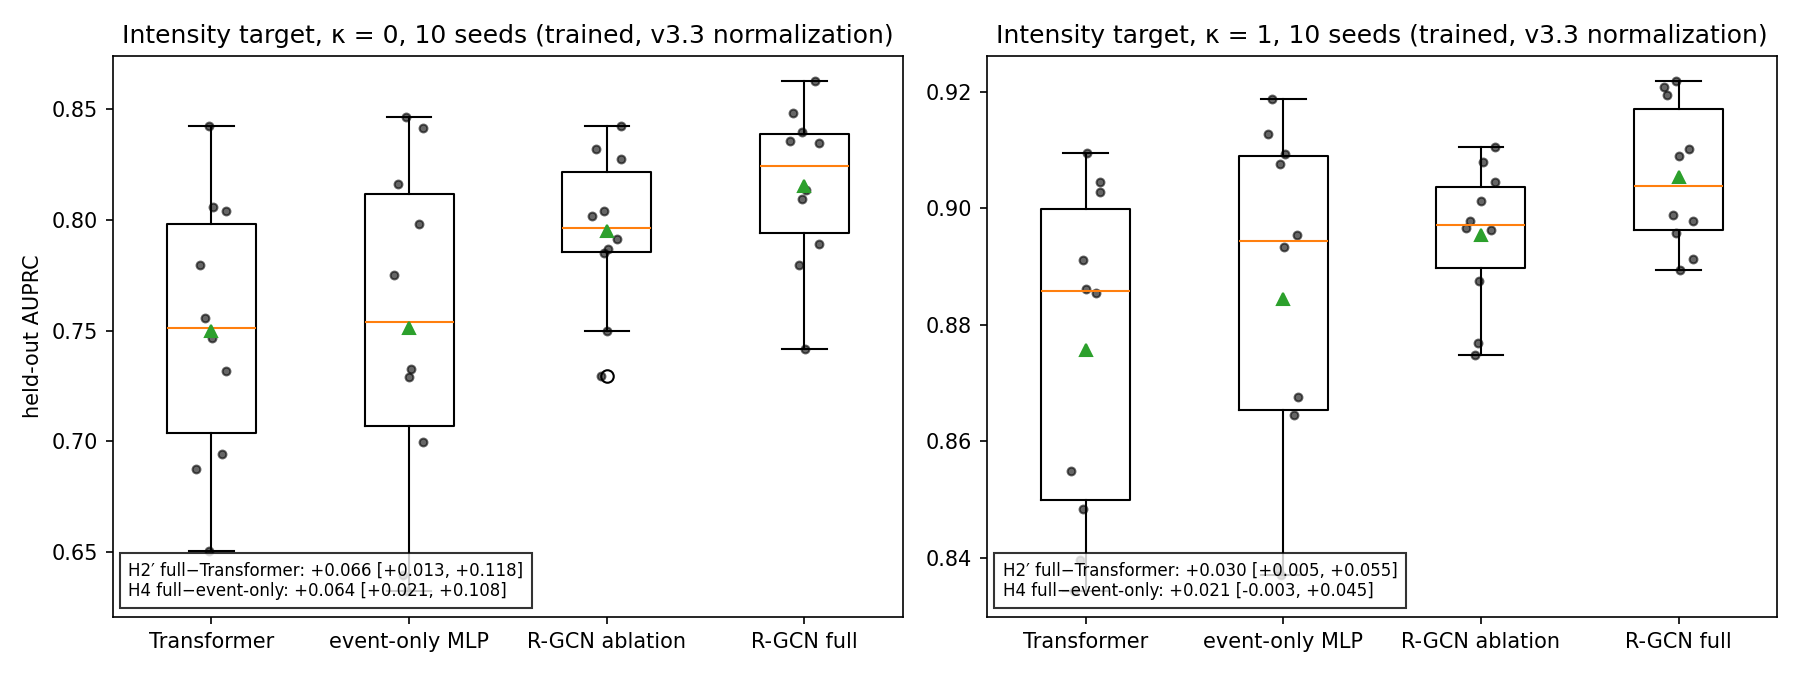 Intensity target, κ = 0, 10 seeds (trained, v3.3 normalization)
held-out AUPRC
0.85
0.80
0.75
0.70
0.65
H2′ full−Transformer: +0.066 [+0.013, +0.118]
H4 full−event-only: +0.064 [+0.021, +0.108]
Transformer
event-only MLP
R-GCN ablation
R-GCN full
Intensity target, κ = 1, 10 seeds (trained, v3.3 normalization)
0.92
0.90
0.88
0.86
0.84
H2′ full−Transformer: +0.030 [+0.005, +0.055]
H4 full−event-only: +0.021 [-0.003, +0.045]
Transformer
event-only MLP
R-GCN ablation
R-GCN full